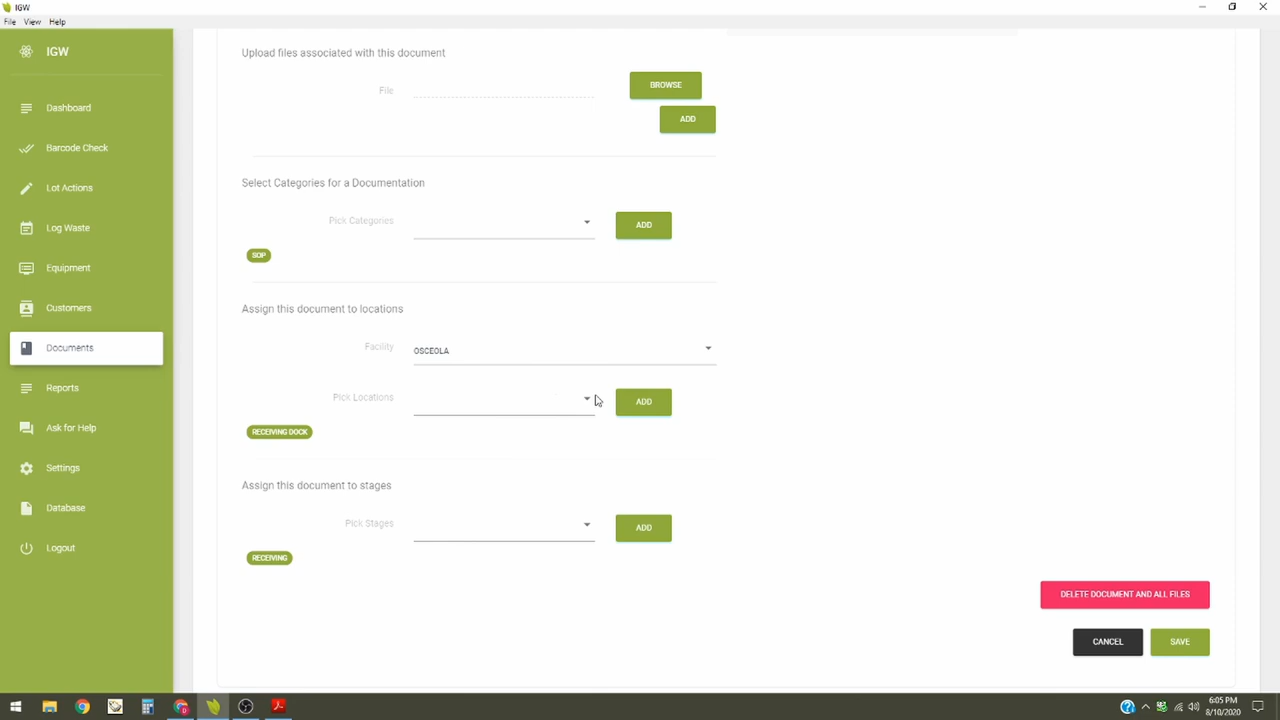 IGW
File View Help
IGW
Dashboard
Barcode Check
Lot Actions
Log Waste
Equipment
Customers
Documents
Reports
Ask for Help
Settings
Database
Logout
Upload files associated with this document
File
BROWSE
ADD
Select Categories for a Documentation
Pick Categories
ADD
SOP
Assign this document to locations
Facility
OSCEOLA
Pick Locations
ADD
RECEIVING DOCK
Assign this document to stages
Pick Stages
ADD
RECEIVING
DELETE DOCUMENT AND ALL FILES
CANCEL
SAVE
6:05 PM
8/10/2020